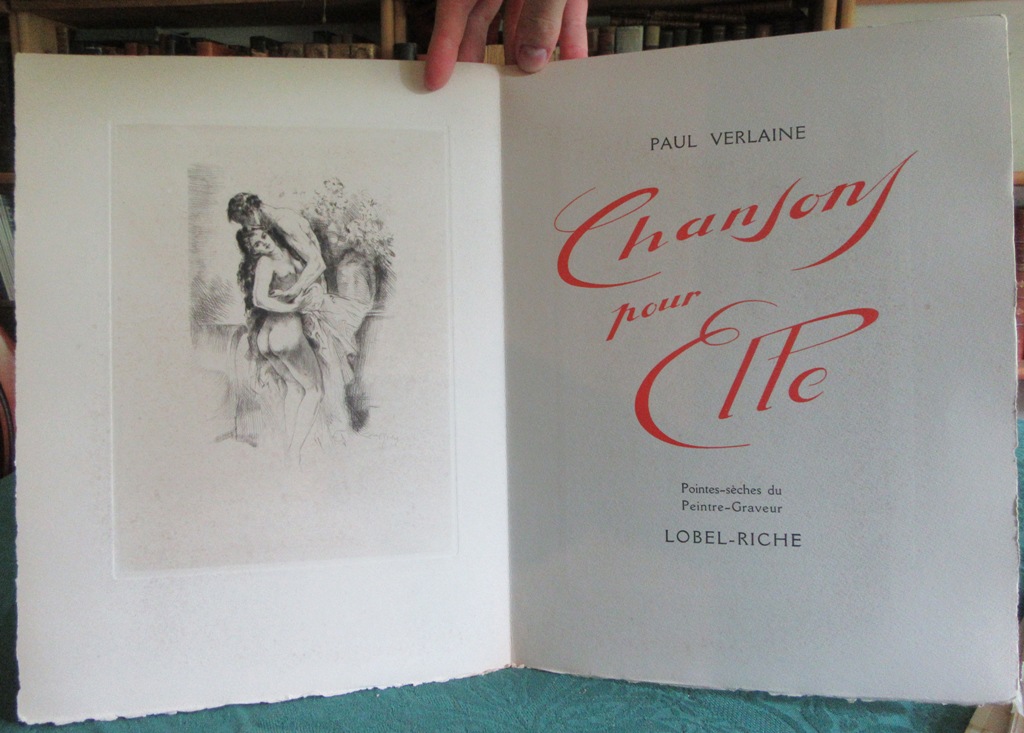 PAUL VERLAINE
Chansons
pour
Elle
Pointes-sèches du
Peintre-Graveur
LOBEL-RICHE